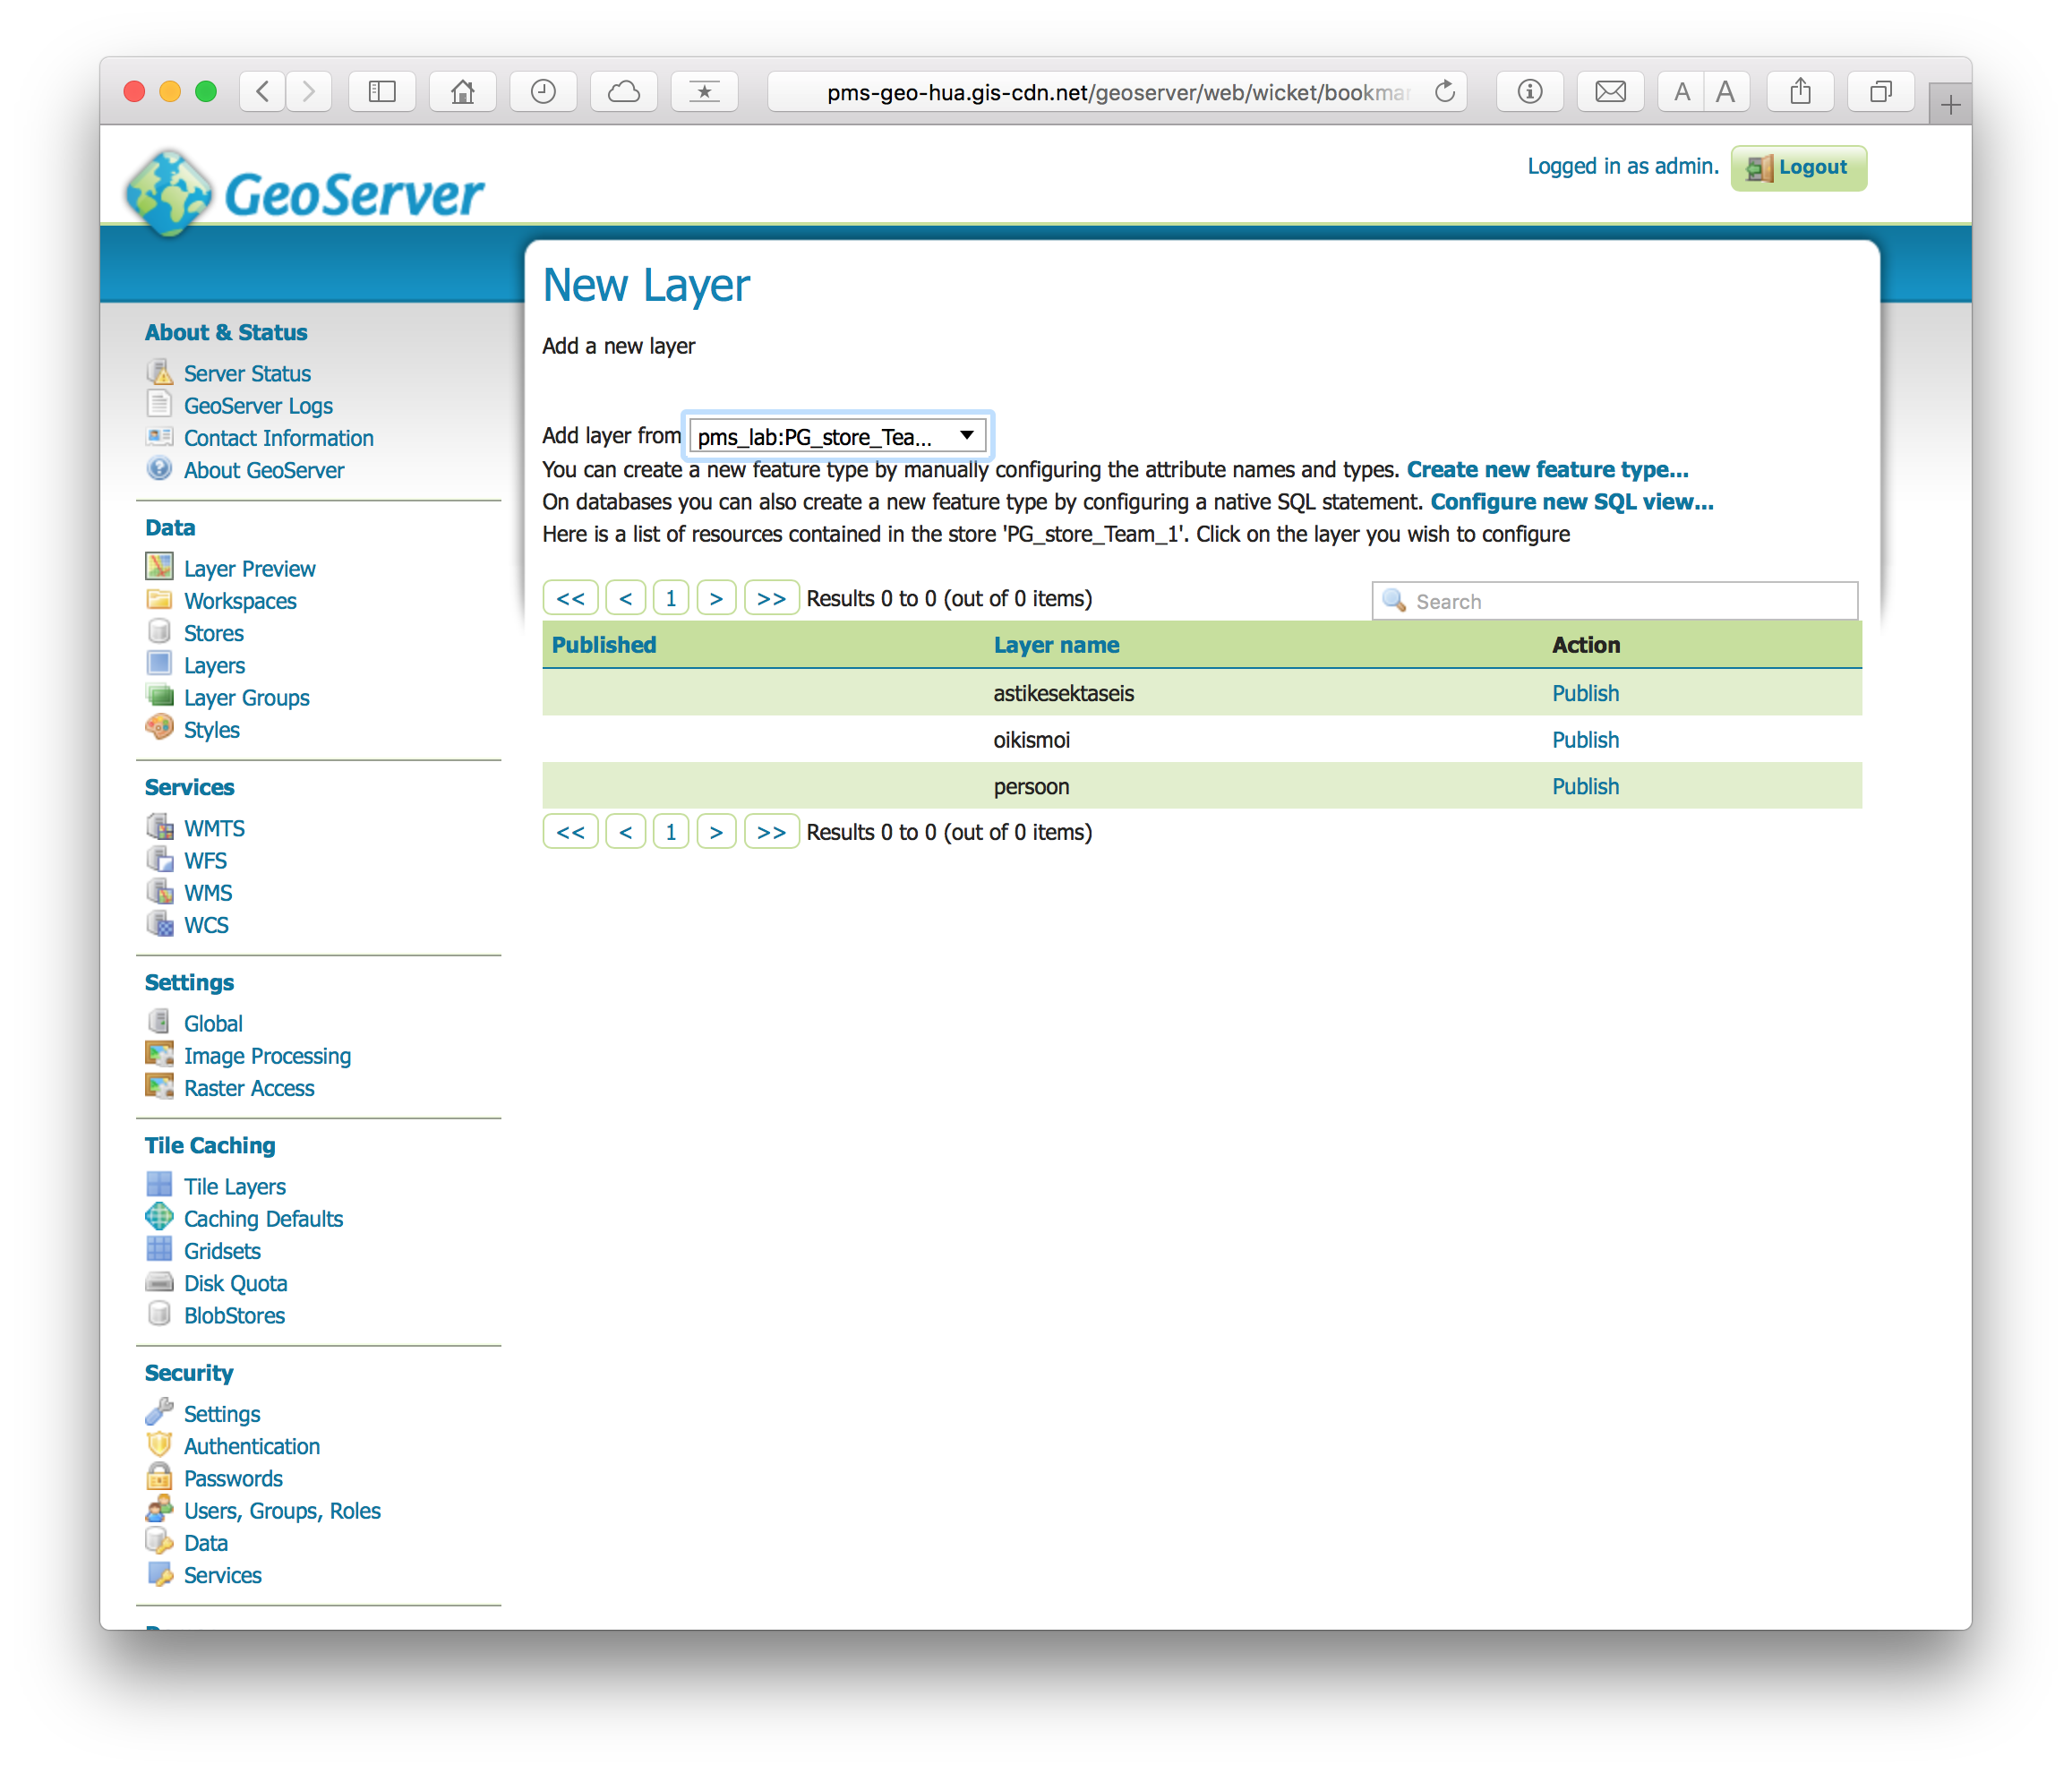 pms-geo-hua.gis-cdn.net/geoserver/web/wicket/bookmar
A A
GeoServer
Logged in as admin. Logout
New Layer
Add a new layer
Add layer from pms_lab:PG_store_Tea...
You can create a new feature type by manually configuring the attribute names and types. Create new feature type...
On databases you can also create a new feature type by configuring a native SQL statement. Configure new SQL view...
Here is a list of resources contained in the store 'PG_store_Team_1'. Click on the layer you wish to configure
<< < 1 > >> Results 0 to 0 (out of 0 items) Search
Published Layer name Action
astikesektaseis Publish
oikismoi Publish
persoon Publish
<< < 1 > >> Results 0 to 0 (out of 0 items)
About & Status
Server Status
GeoServer Logs
Contact Information
About GeoServer
Data
Layer Preview
Workspaces
Stores
Layers
Layer Groups
Styles
Services
WMTS
WFS
WMS
WCS
Settings
Global
Image Processing
Raster Access
Tile Caching
Tile Layers
Caching Defaults
Gridsets
Disk Quota
BlobStores
Security
Settings
Authentication
Passwords
Users, Groups, Roles
Data
Services